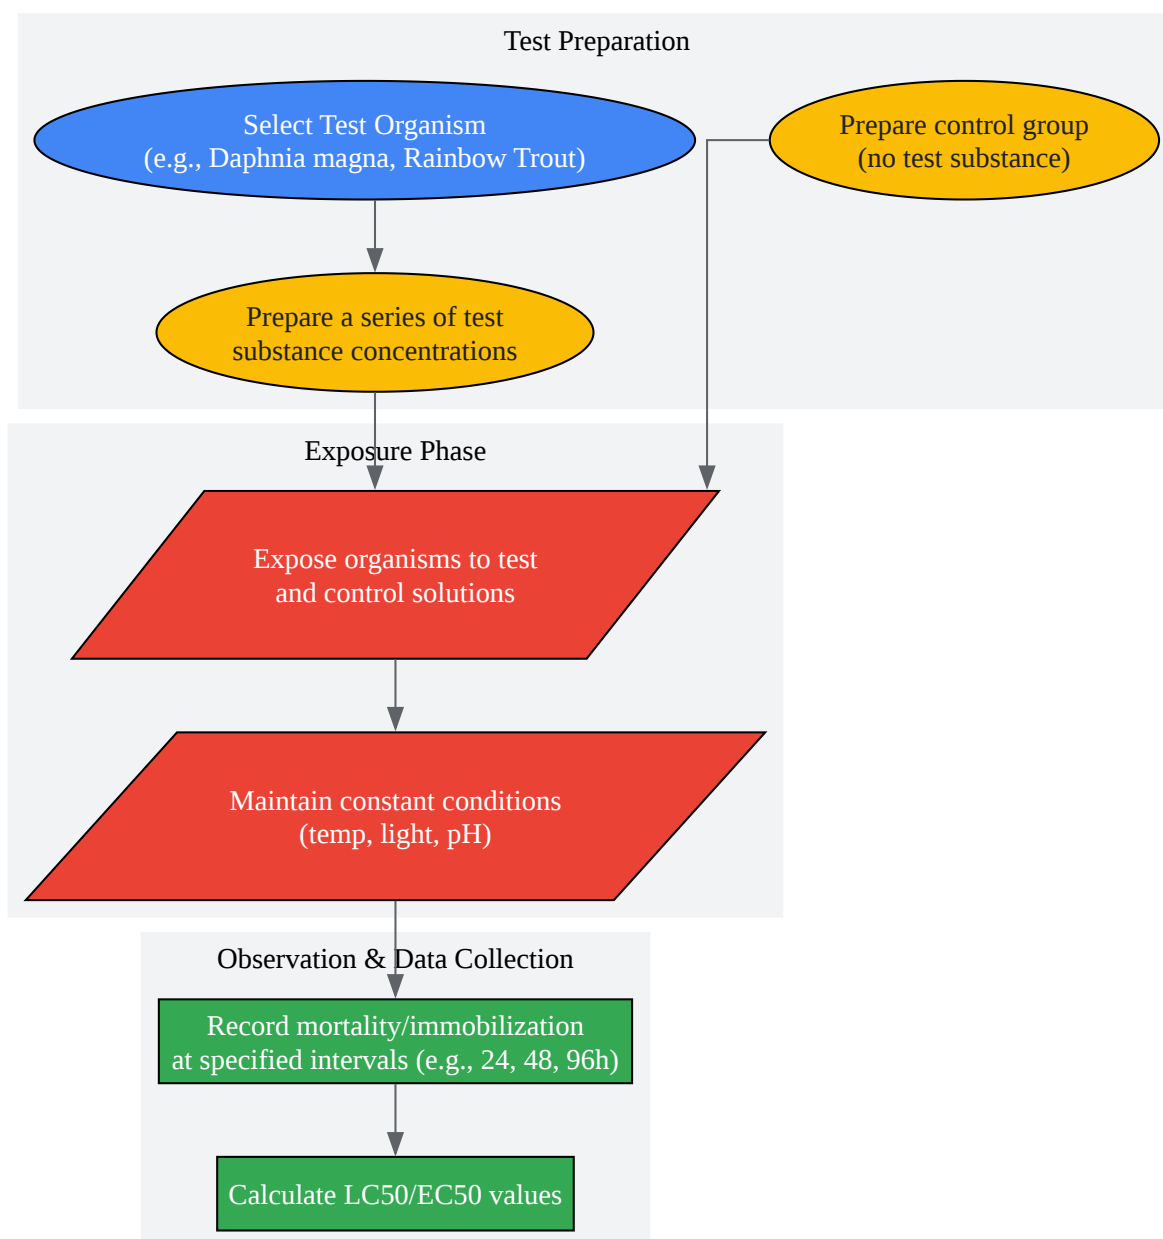 Test Preparation
Select Test Organism
(e.g., Daphnia magna, Rainbow Trout)
Prepare control group
(no test substance)
Prepare a series of test
substance concentrations
Exposure Phase
Expose organisms to test
and control solutions
Maintain constant conditions
(temp, light, pH)
Observation & Data Collection
Record mortality/immobilization
at specified intervals (e.g., 24, 48, 96h)
Calculate LC50/EC50 values